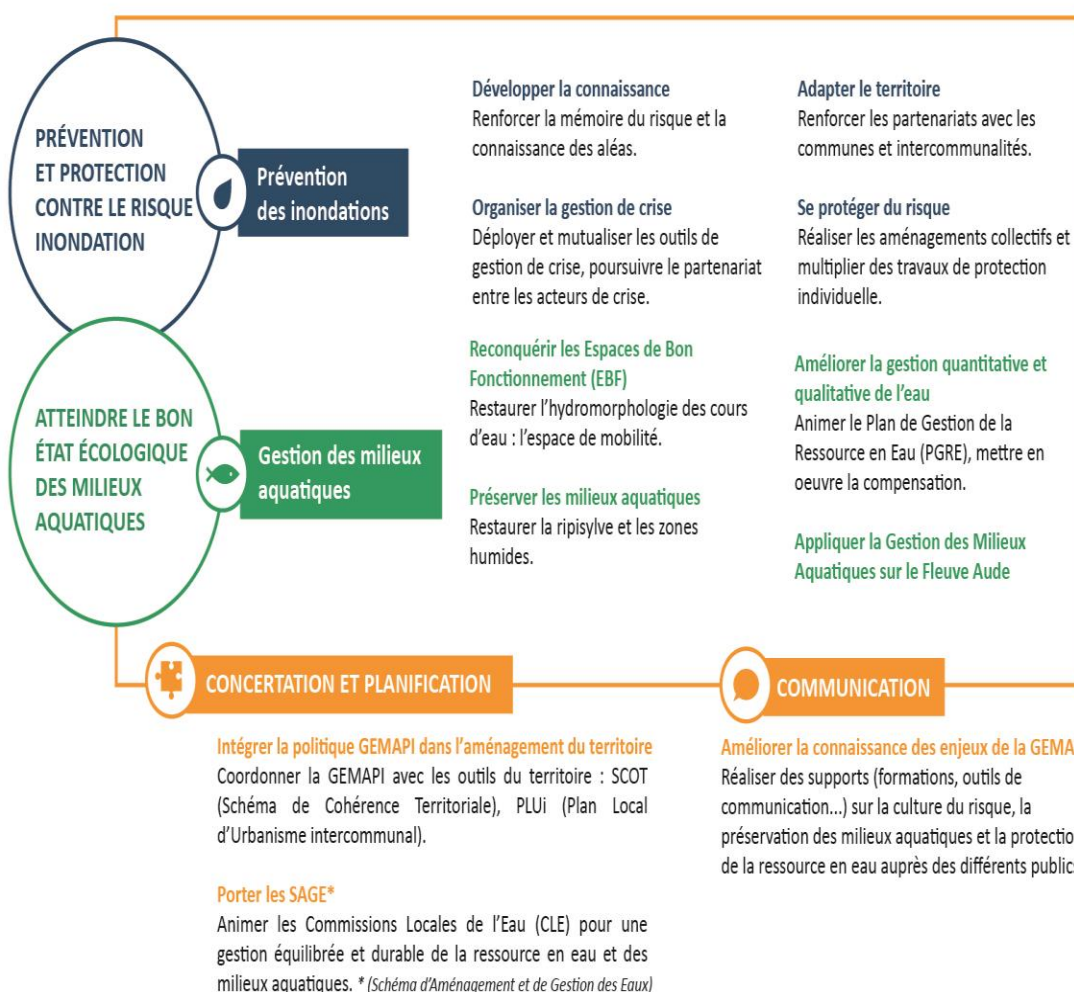 PRÉVENTION
ET PROTECTION
CONTRE LE RISQUE
INONDATION
Prévention
des inondations
Développer la connaissance
Renforcer la mémoire du risque et la
connaissance des aléas.
Organiser la gestion de crise
Déployer et mutualiser les outils de
gestion de crise, poursuivre le partenariat
entre les acteurs de crise.
Adapter le territoire
Renforcer les partenariats avec les
communes et intercommunalités.
Se protéger du risque
Réaliser les aménagements collectifs et
multiplier des travaux de protection
individuelle.
ATTEINDRE LE BON
ÉTAT ÉCOLOGIQUE
DES MILIEUX
AQUATIQUES
Gestion des milieux
aquatiques
Reconquérir les Espaces de Bon
Fonctionnement (EBF)
Restaurer l’hydromorphologie des cours
d’eau : l’espace de mobilité.
Préserver les milieux aquatiques
Restaurer la ripisylve et les zones
humides.
Améliorer la gestion quantitative et
qualitative de l’eau
Animer le Plan de Gestion de la
Ressource en Eau (PGRE), mettre en
oeuvre la compensation.
Appliquer la Gestion des Milieux
Aquatiques sur le Fleuve Aude
CONCERTATION ET PLANIFICATION
Intégrer la politique GEMAPI dans l’aménagement du territoire
Coordonner la GEMAPI avec les outils du territoire : SCOT
(Schéma de Cohérence Territoriale), PLUi (Plan Local
d’Urbanisme intercommunal).
Porter les SAGE*
Animer les Commissions Locales de l’Eau (CLE) pour une
gestion équilibrée et durable de la ressource en eau et des
milieux aquatiques. * (Schéma d’Aménagement et de Gestion des Eaux)
COMMUNICATION
Améliorer la connaissance des enjeux de la GEMA
Réaliser des supports (formations, outils de
communication...) sur la culture du risque, la
préservation des milieux aquatiques et la protectio
de la ressource en eau auprès des différents public